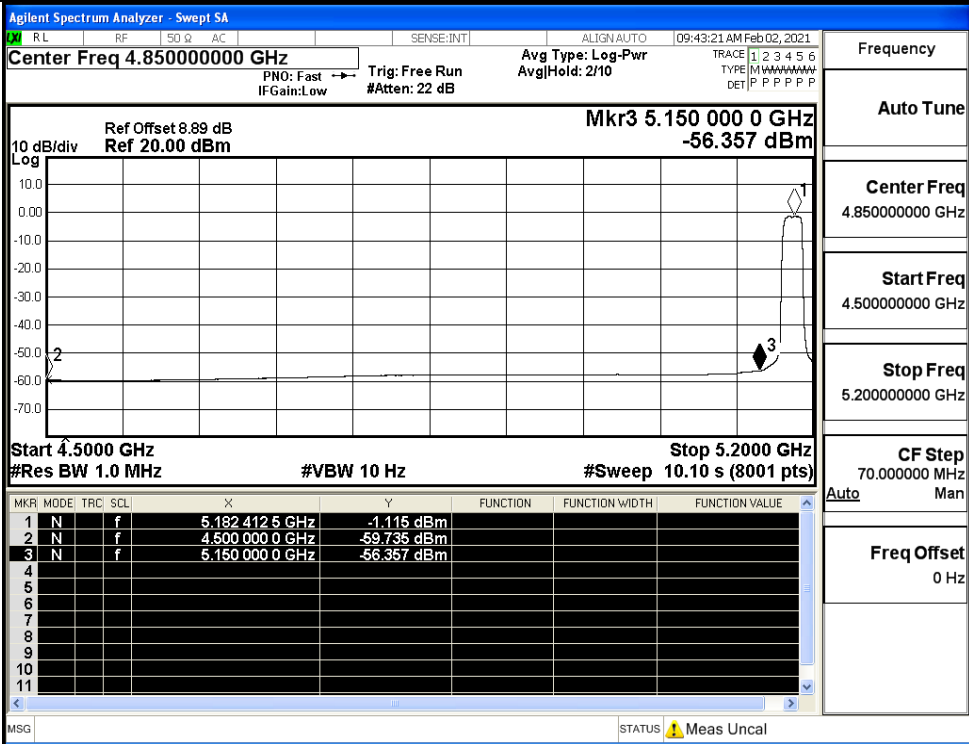 Agilent Spectrum Analyzer - Swept SA
LXI RL RF 50 Ω AC SENSE:INT ALIGN AUTO 09:43:21 AM Feb 02, 2021
Center Freq 4.850000000 GHz
PNO: Fast
IFGain:Low
Trig: Free Run
#Atten: 22 dB
Avg Type: Log-Pwr
Avg|Hold: 2/10
TRACE 1 2 3 4 5 6
TYPE M W W W W W
DET P P P P P P
Mkr3 5.150 000 0 GHz
-56.357 dBm
Ref Offset 8.89 dB
10 dB/div Ref 20.00 dBm
Log
10.0
0.00
-10.0
-20.0
-30.0
-40.0
-50.0
-60.0
-70.0
1
2
3
Start 4.5000 GHz Stop 5.2000 GHz
#Res BW 1.0 MHz #VBW 10 Hz #Sweep 10.10 s (8001 pts)
MKR MODE TRC SCL X Y FUNCTION FUNCTION WIDTH FUNCTION VALUE
1 N f 5.182 412 5 GHz -1.115 dBm
2 N f 4.500 000 0 GHz -59.735 dBm
3 N f 5.150 000 0 GHz -56.357 dBm
4
5
6
7
8
9
10
11
MSG STATUS Meas Uncal
Frequency
Auto Tune
Center Freq
4.850000000 GHz
Start Freq
4.500000000 GHz
Stop Freq
5.200000000 GHz
CF Step
70.000000 MHz
Auto Man
Freq Offset
0 Hz